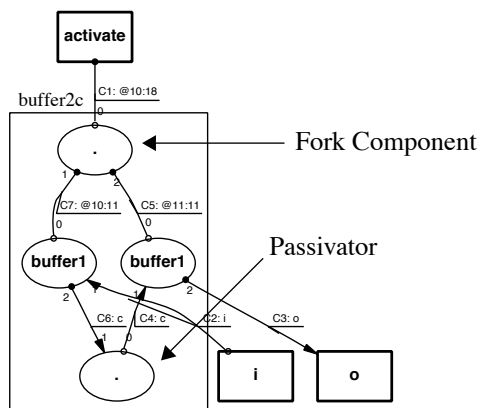 activate
C1: @10:18
buffer2c
0
.
Fork Component
1
2
C7: @10:11
C5: @11:11
0
0
Passivator
buffer1
buffer1
2
1
1
2
C6: c
C4: c
C2: i
C3: o
1
0
.
i
o